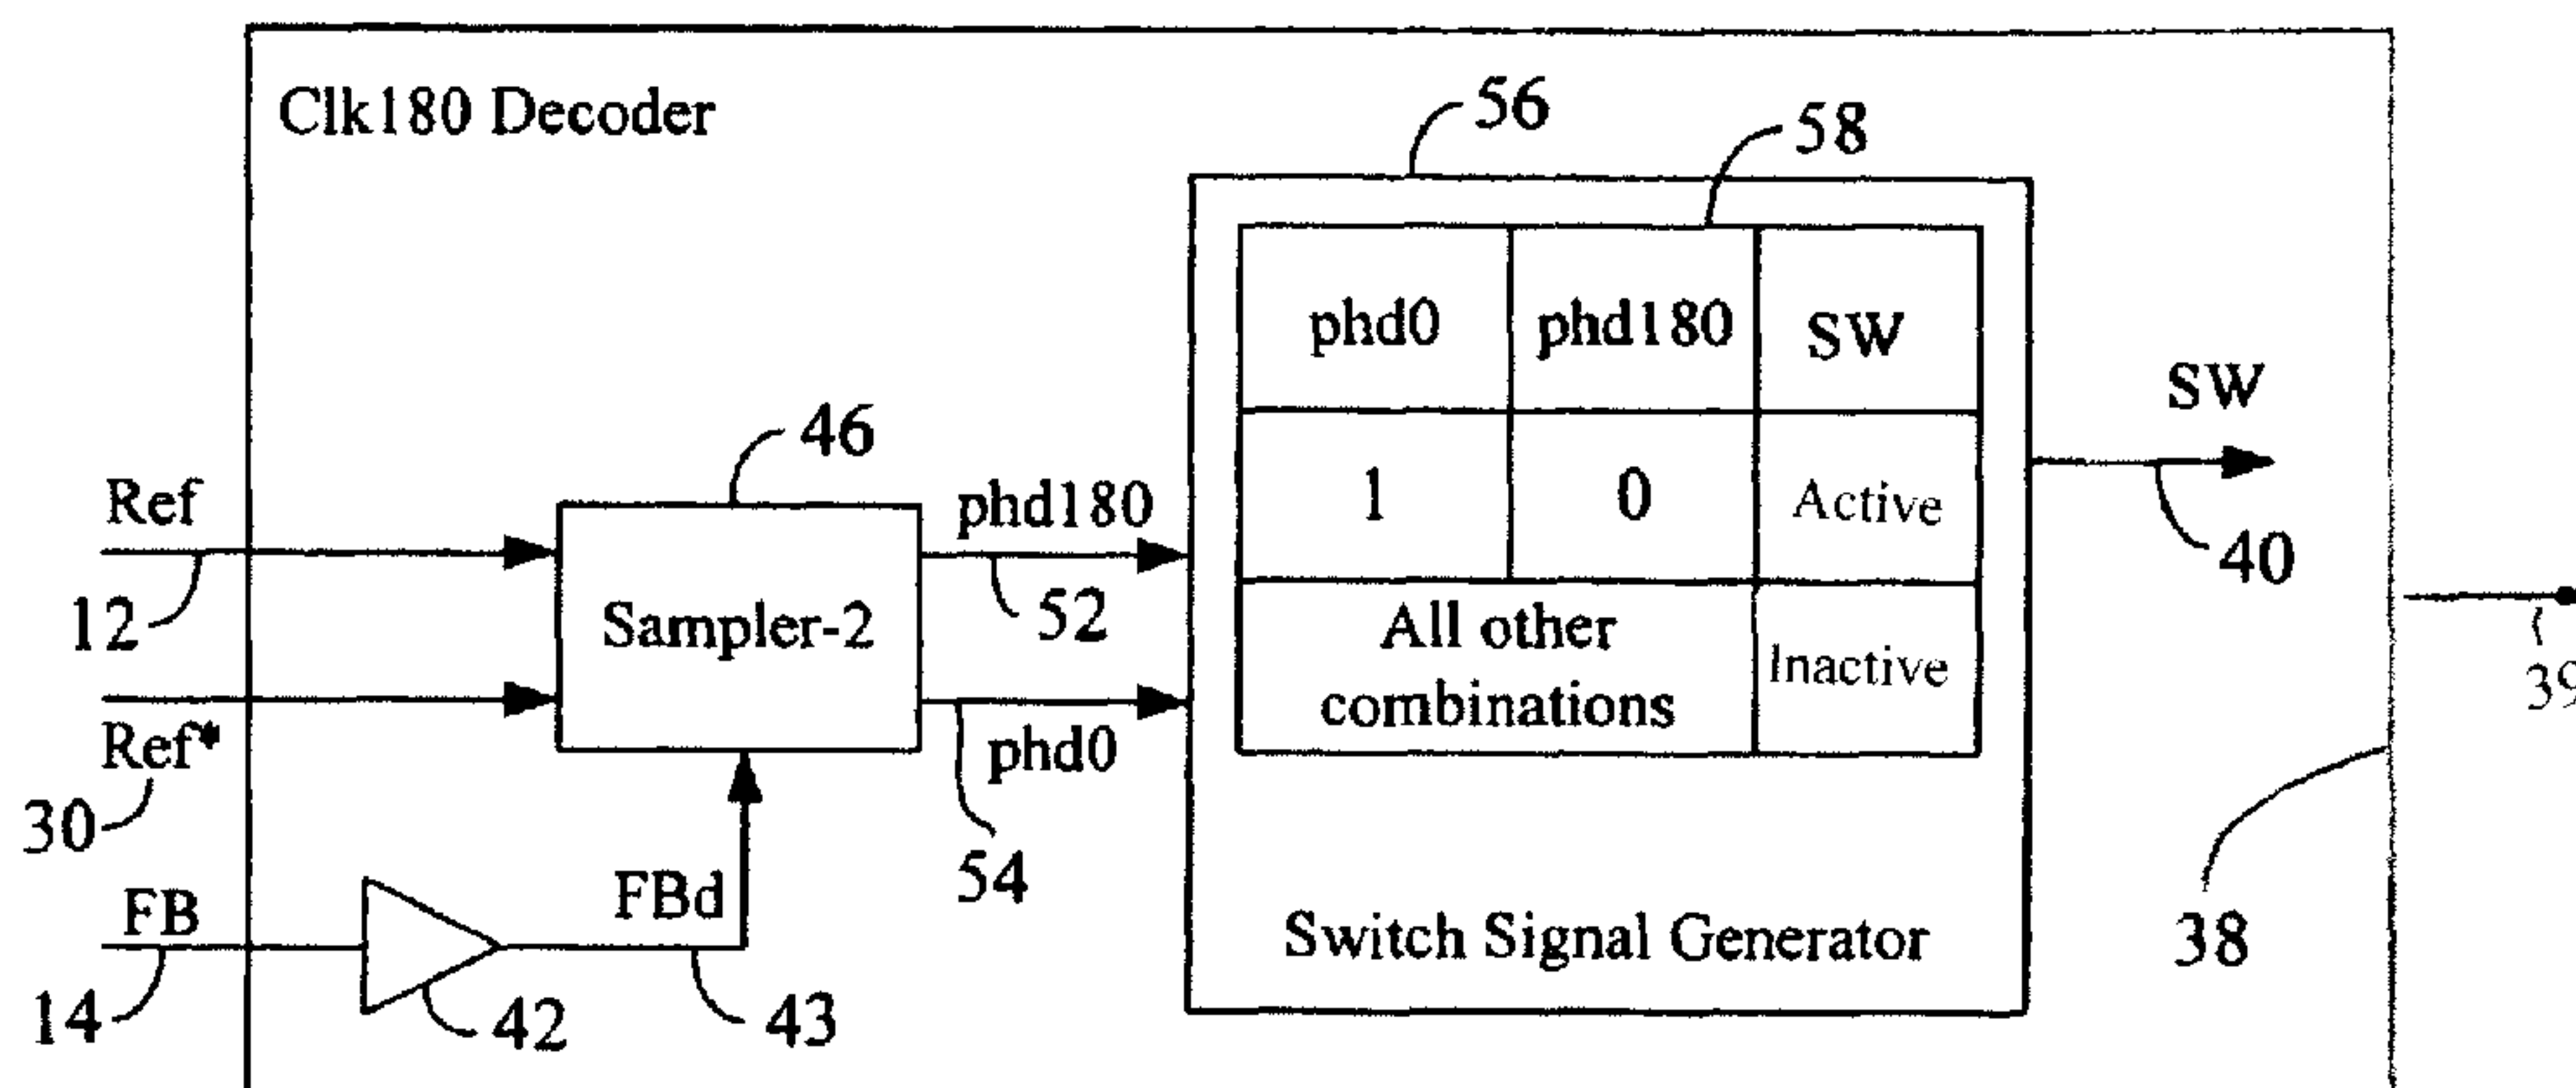 Clk180 Decoder
56
58
phd0 phd180 SW
1 0 Active
All other
combinations
Inactive
SW
40
39
38
46
Ref
12
Sampler-2
phd180
52
Ref*
30
phd0
54
FB
14
42
FBd
43
Switch Signal Generator